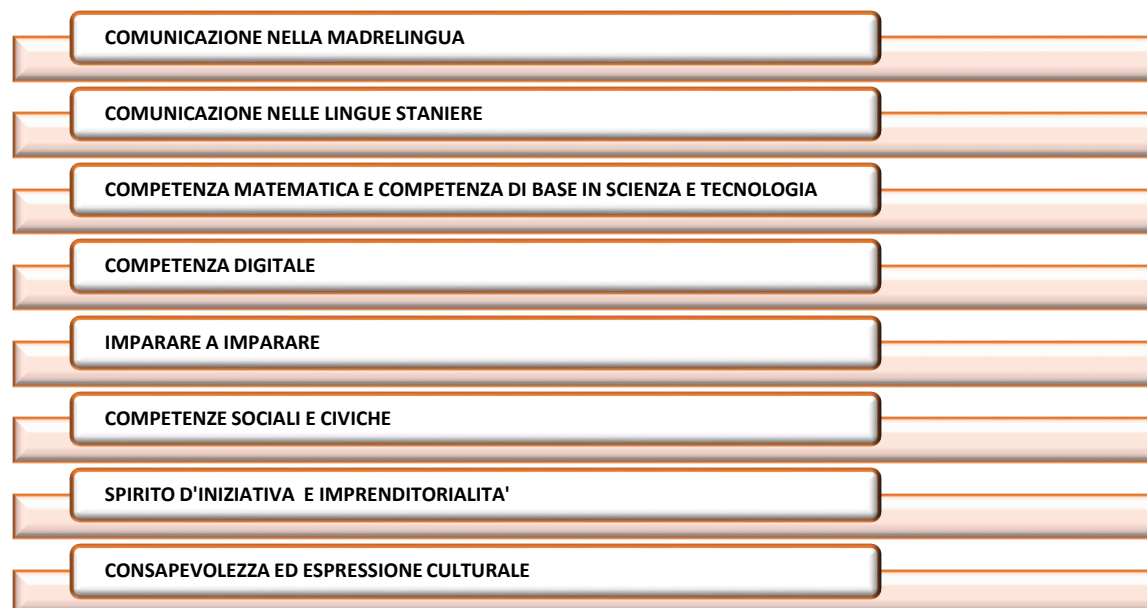 COMUNICAZIONE NELLA MADRELINGUA
COMUNICAZIONE NELLE LINGUE STANIERE
COMPETENZA MATEMATICA E COMPETENZA DI BASE IN SCIENZA E TECNOLOGIA
COMPETENZA DIGITALE
IMPARARE A IMPARARE
COMPETENZE SOCIALI E CIVICHE
SPIRITO D'INIZIATIVA  E IMPRENDITORIALITA'
CONSAPEVOLEZZA ED ESPRESSIONE CULTURALE